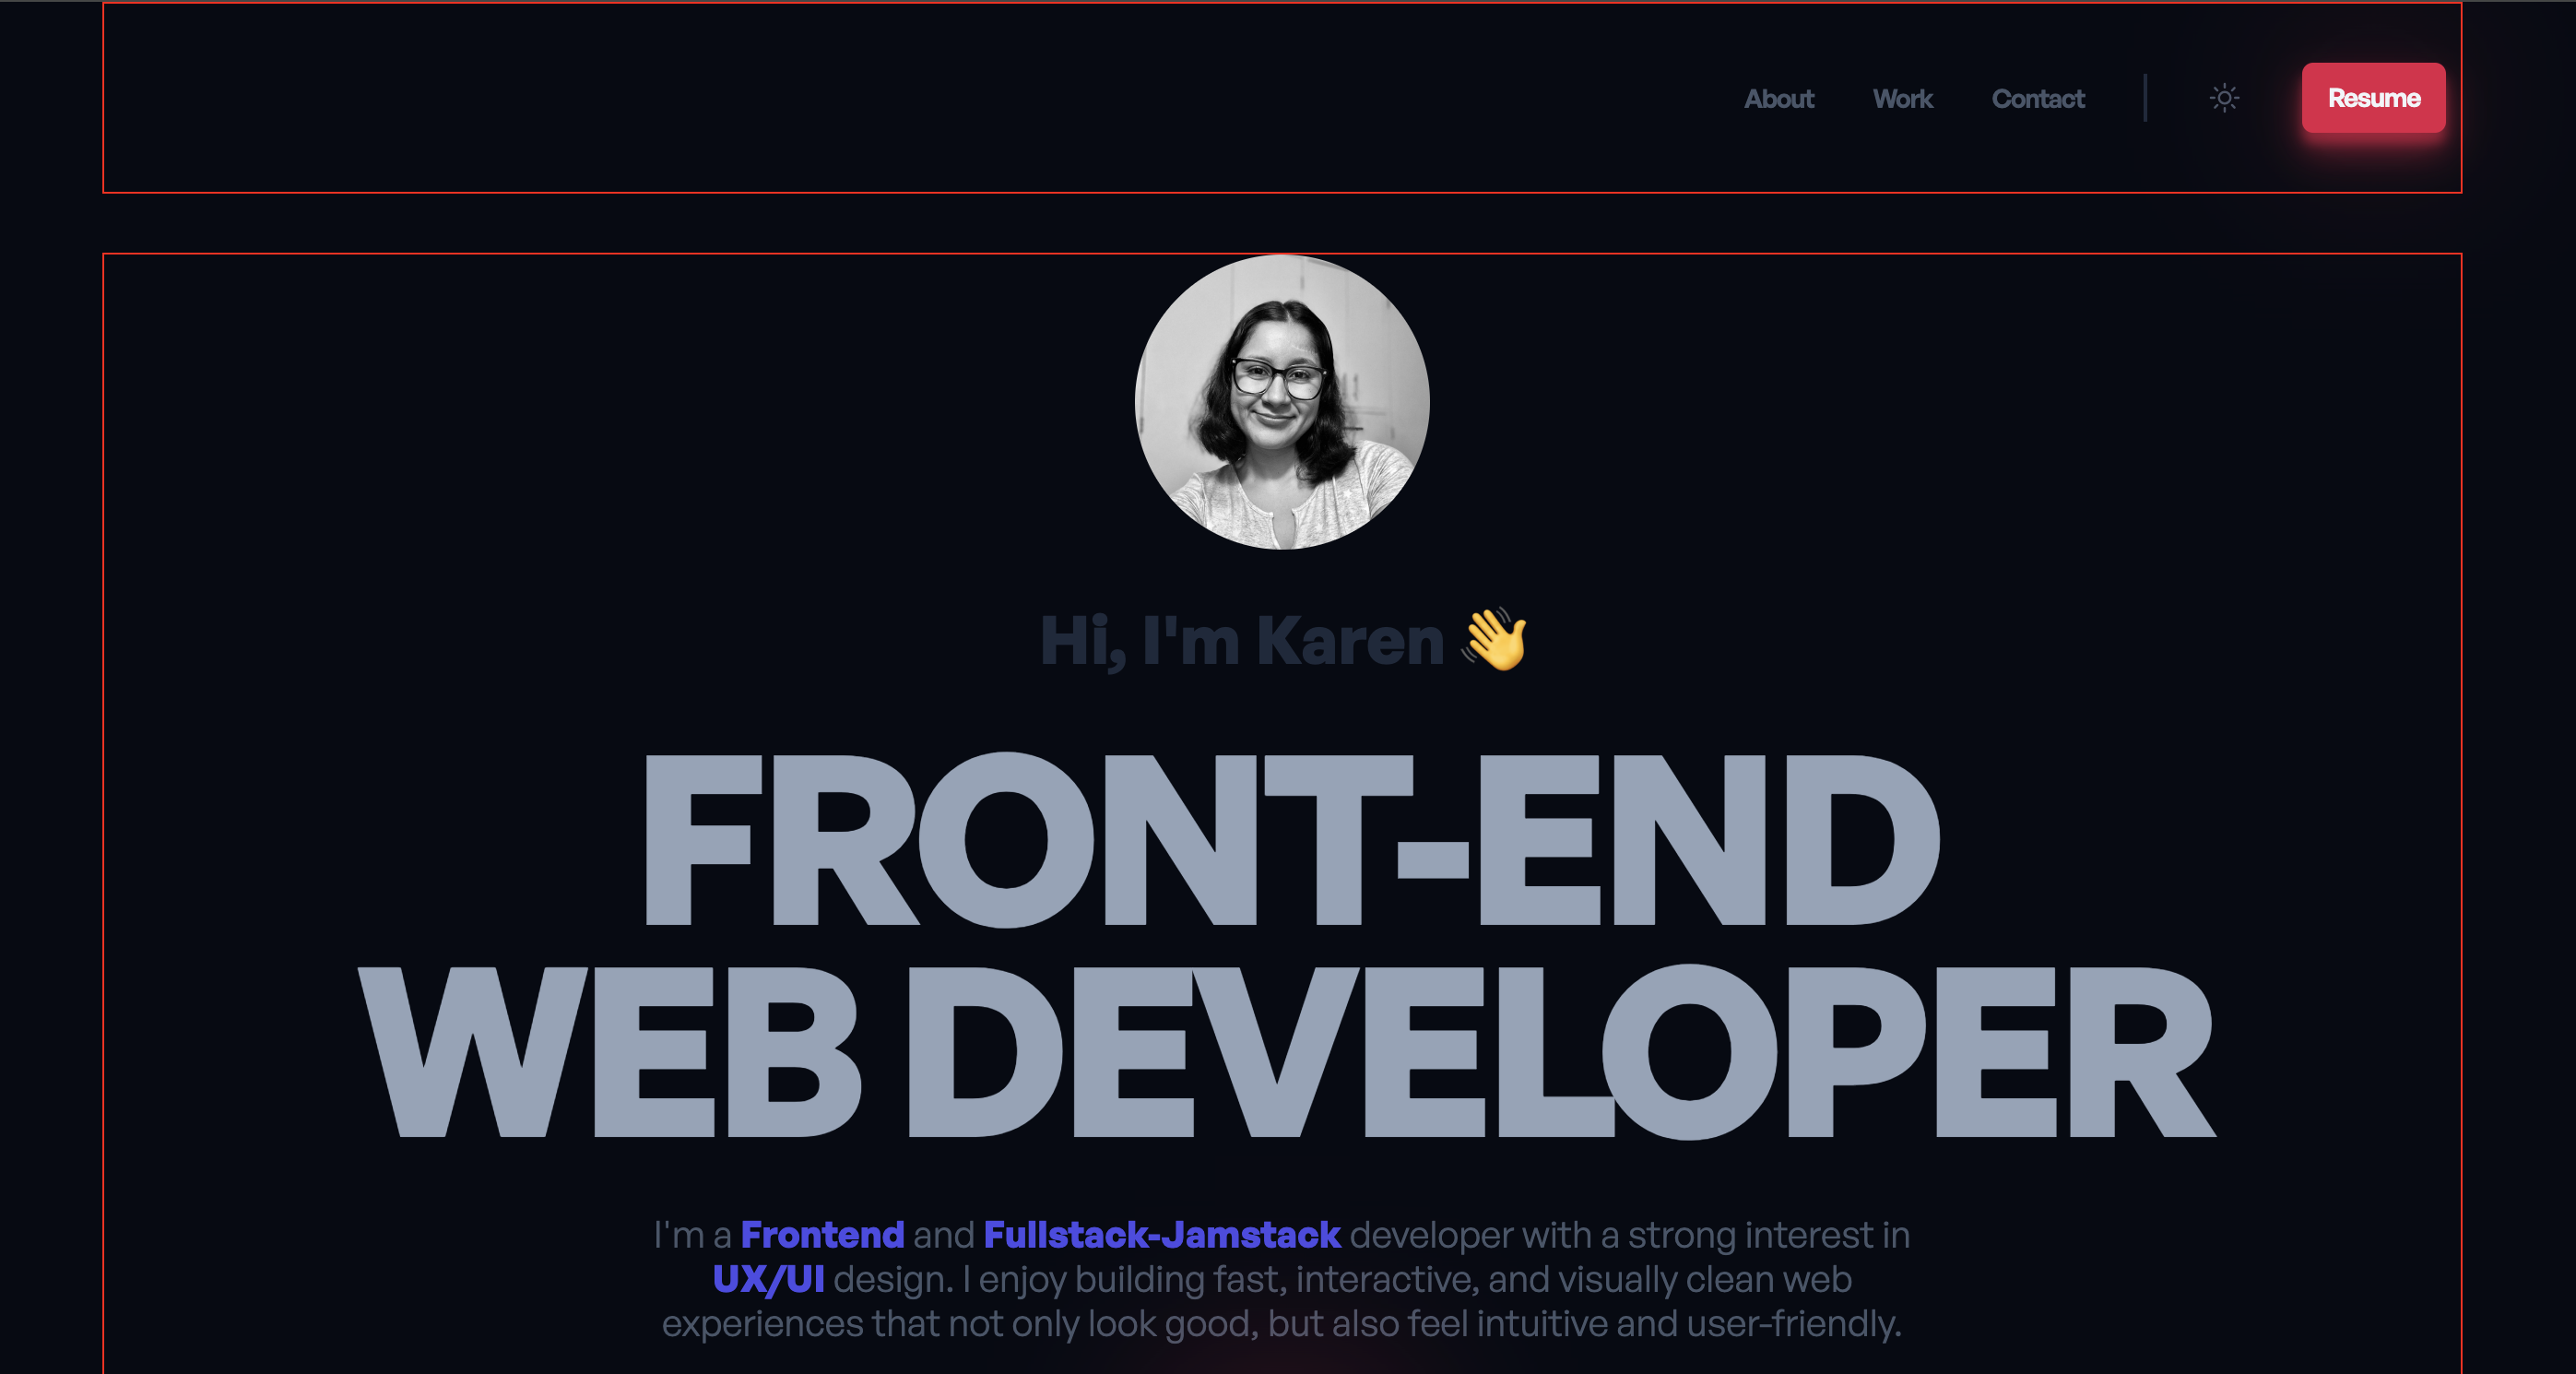 About Work Contact Resume
Hi, I'm Karen 👋
FRONT-END
WEB DEVELOPER
I'm a Frontend and Fullstack-Jamstack developer with a strong interest in
UX/UI design. I enjoy building fast, interactive, and visually clean web
experiences that not only look good, but also feel intuitive and user-friendly.